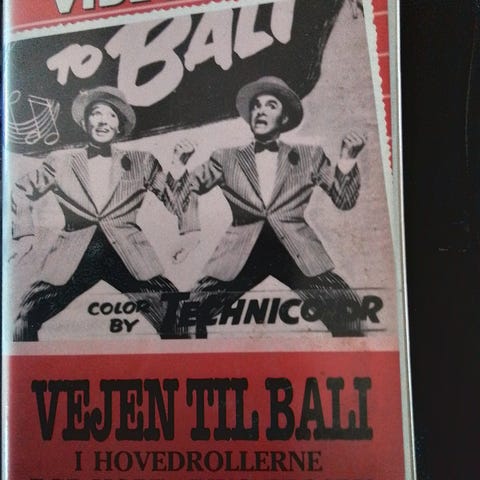 TO BALI
COLOR BY TECHNICOLOR
VEJEN TIL BALI
I HOVEDROLLERNE